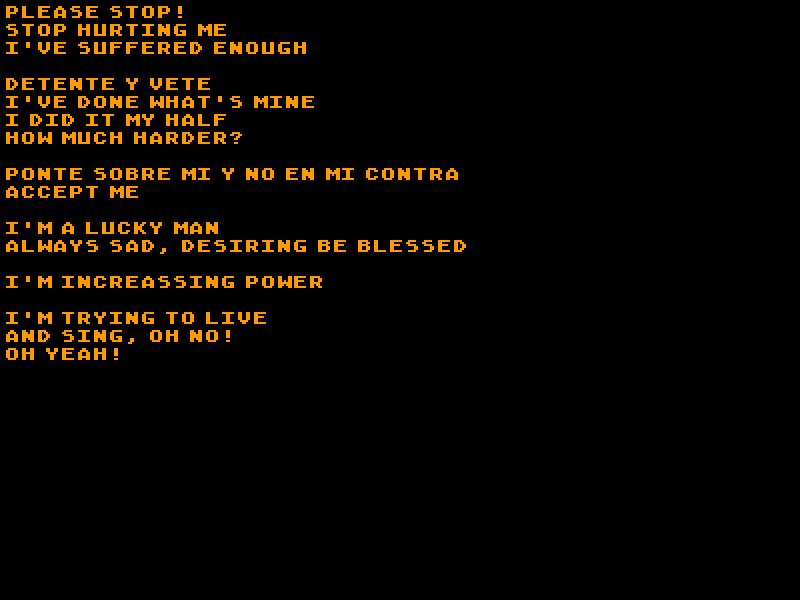 PLEASE STOP!
STOP HURTING ME
I'VE SUFFERED ENOUGH
DETENTE Y VETE
I'VE DONE WHAT'S MINE
I DID IT MY HALF
HOW MUCH HARDER?
PONTE SOBRE MI Y NO EN MI CONTRA
ACCEPT ME
I'M A LUCKY MAN
ALWAYS SAD, DESIRING BE BLESSED
I'M INCREASSING POWER
I'M TRYING TO LIVE
AND SING, OH NO!
OH YEAH!